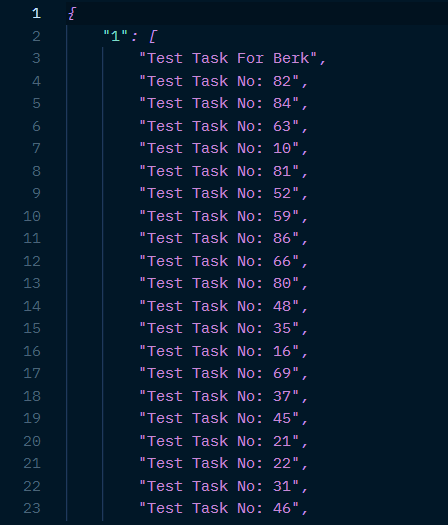 1 {
2 "1": [
3 "Test Task For Berk",
4 "Test Task No: 82",
5 "Test Task No: 84",
6 "Test Task No: 63",
7 "Test Task No: 10",
8 "Test Task No: 81",
9 "Test Task No: 52",
10 "Test Task No: 59",
11 "Test Task No: 86",
12 "Test Task No: 66",
13 "Test Task No: 80",
14 "Test Task No: 48",
15 "Test Task No: 35",
16 "Test Task No: 16",
17 "Test Task No: 69",
18 "Test Task No: 37",
19 "Test Task No: 45",
20 "Test Task No: 21",
21 "Test Task No: 22",
22 "Test Task No: 31",
23 "Test Task No: 46",